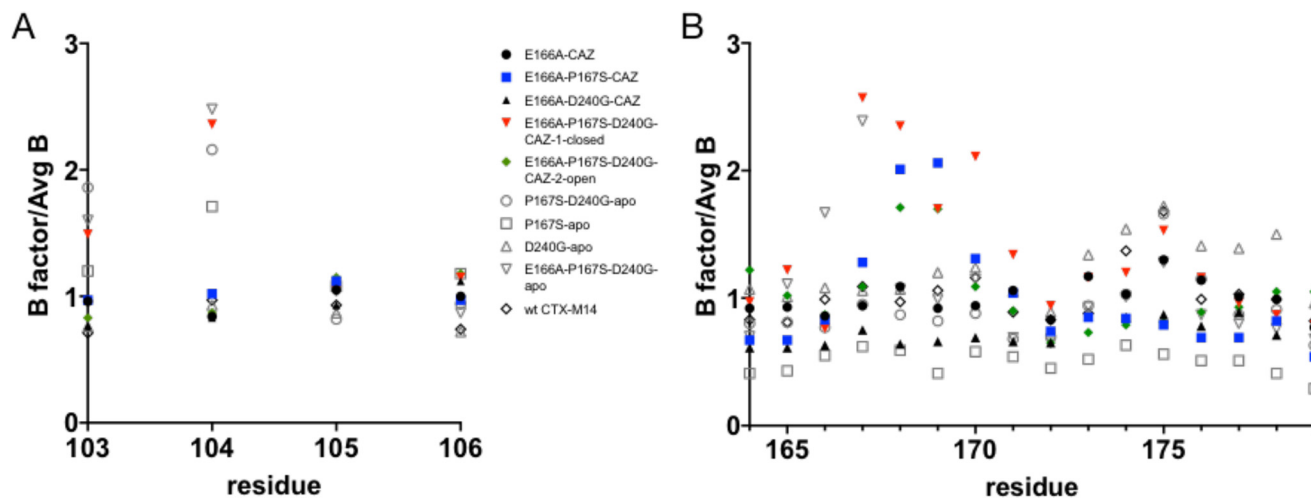 A
B factor/Avg B
3
2
1
0
103
104
105
106
residue
E166A-CAZ
E166A-P167S-CAZ
E166A-D240G-CAZ
E166A-P167S-D240G-
CAZ-1-closed
E166A-P167S-D240G-
CAZ-2-open
P167S-D240G-apo
P167S-apo
D240G-apo
E166A-P167S-D240G-
apo
wt CTX-M14
B
B factor/Avg B
3
2
1
0
165
170
175
residue